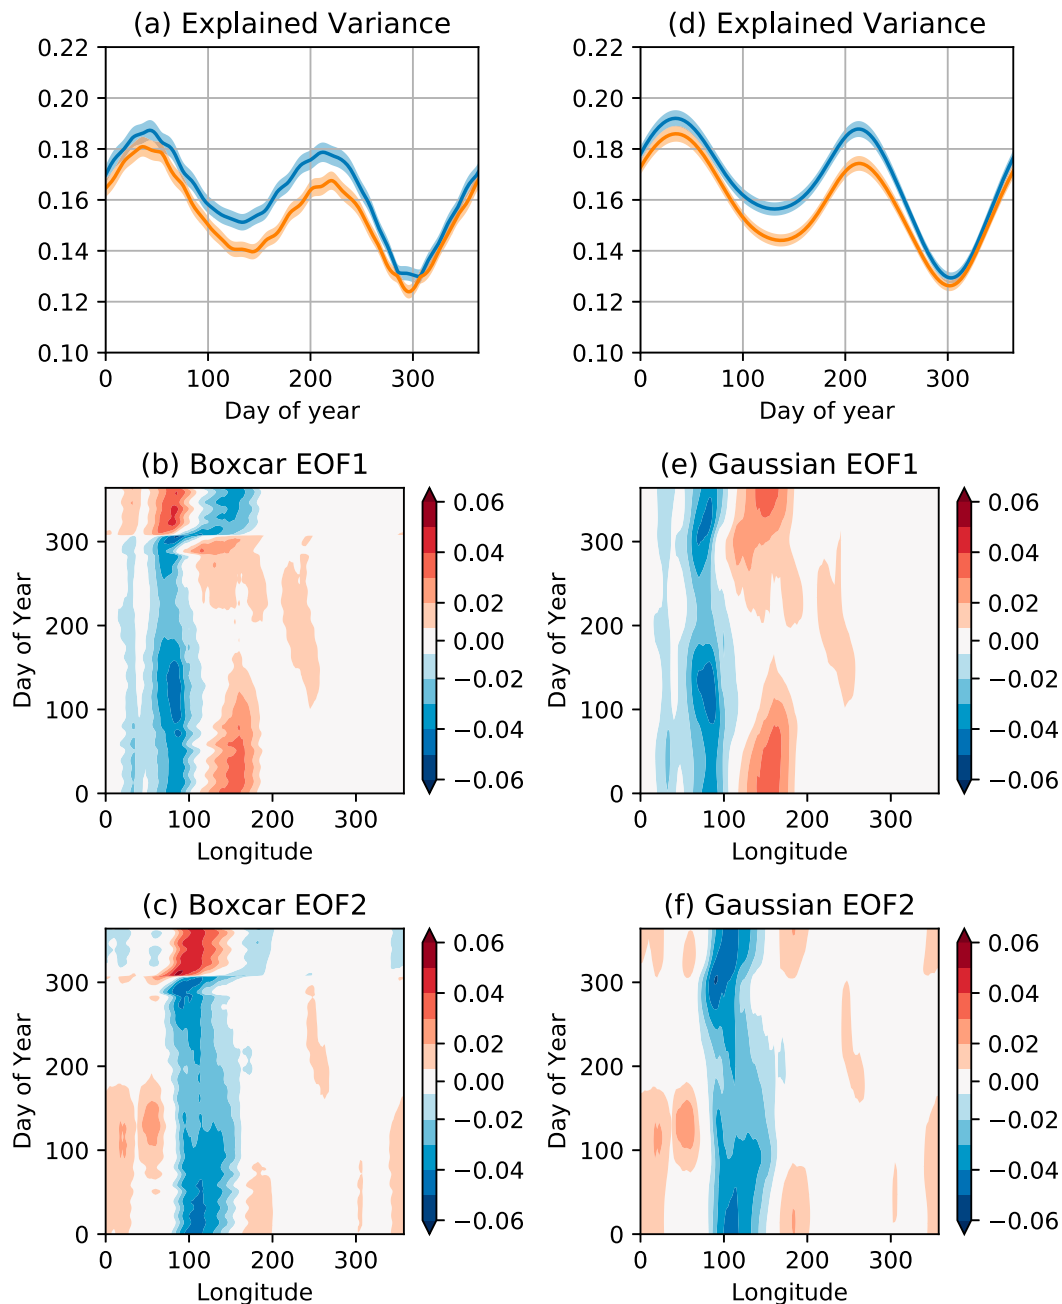 (a) Explained Variance
0.22
0.20
0.18
0.16
0.14
0.12
0.10
0 100 200 300
Day of year
(d) Explained Variance
0.22
0.20
0.18
0.16
0.14
0.12
0.10
0 100 200 300
Day of year
(b) Boxcar EOF1
Day of Year
300
200
100
0
0 100 200 300
Longitude
0.06
0.04
0.02
0.00
−0.02
−0.04
−0.06
(e) Gaussian EOF1
Day of Year
300
200
100
0
0 100 200 300
Longitude
0.06
0.04
0.02
0.00
−0.02
−0.04
−0.06
(c) Boxcar EOF2
Day of Year
300
200
100
0
0 100 200 300
Longitude
0.06
0.04
0.02
0.00
−0.02
−0.04
−0.06
(f) Gaussian EOF2
Day of Year
300
200
100
0
0 100 200 300
Longitude
0.06
0.04
0.02
0.00
−0.02
−0.04
−0.06